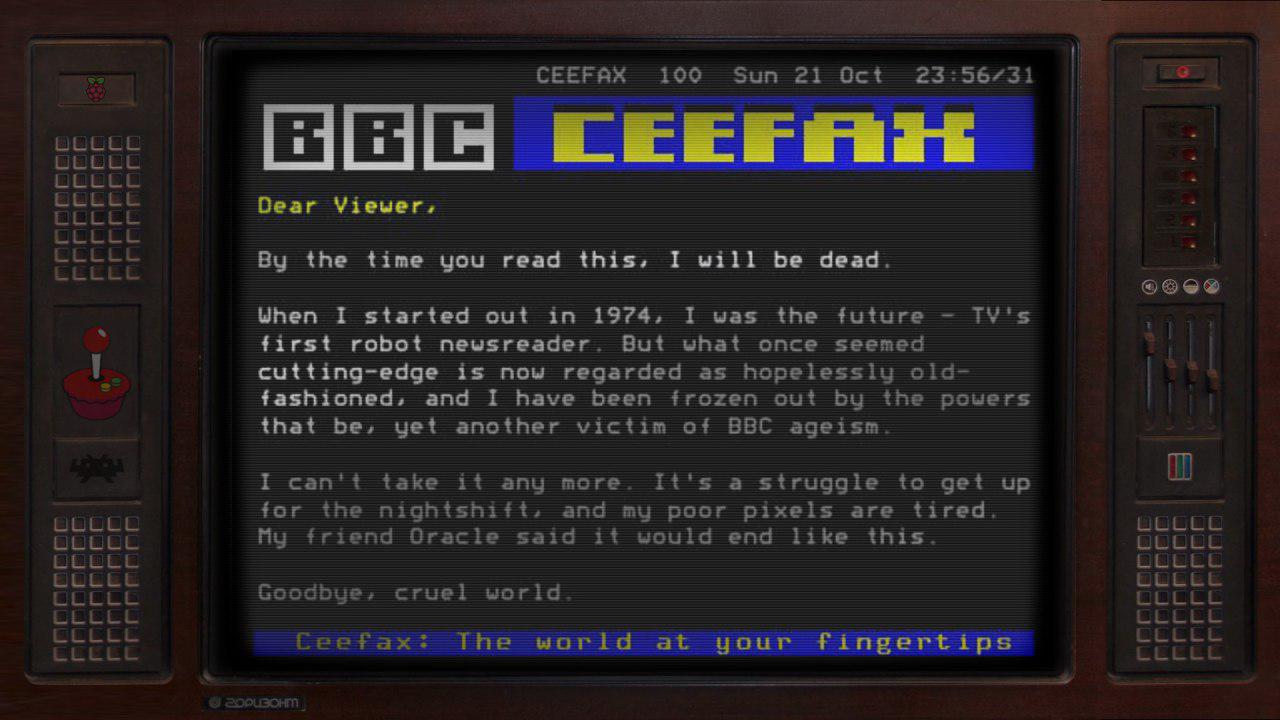 CEEFAX 100 Sun 21 Oct 23:56/31
BBC CEEFAX
Dear Viewer,
By the time you read this, I will be dead.
When I started out in 1974, I was the future - TV's
first robot newsreader. But what once seemed
cutting-edge is now regarded as hopelessly old-
fashioned, and I have been frozen out by the powers
that be, yet another victim of BBC ageism.
I can't take it any more. It's a struggle to get up
for the nightshift, and my poor pixels are tired.
My friend Oracle said it would end like this.
Goodbye, cruel world.
Ceefax: The world at your fingertips